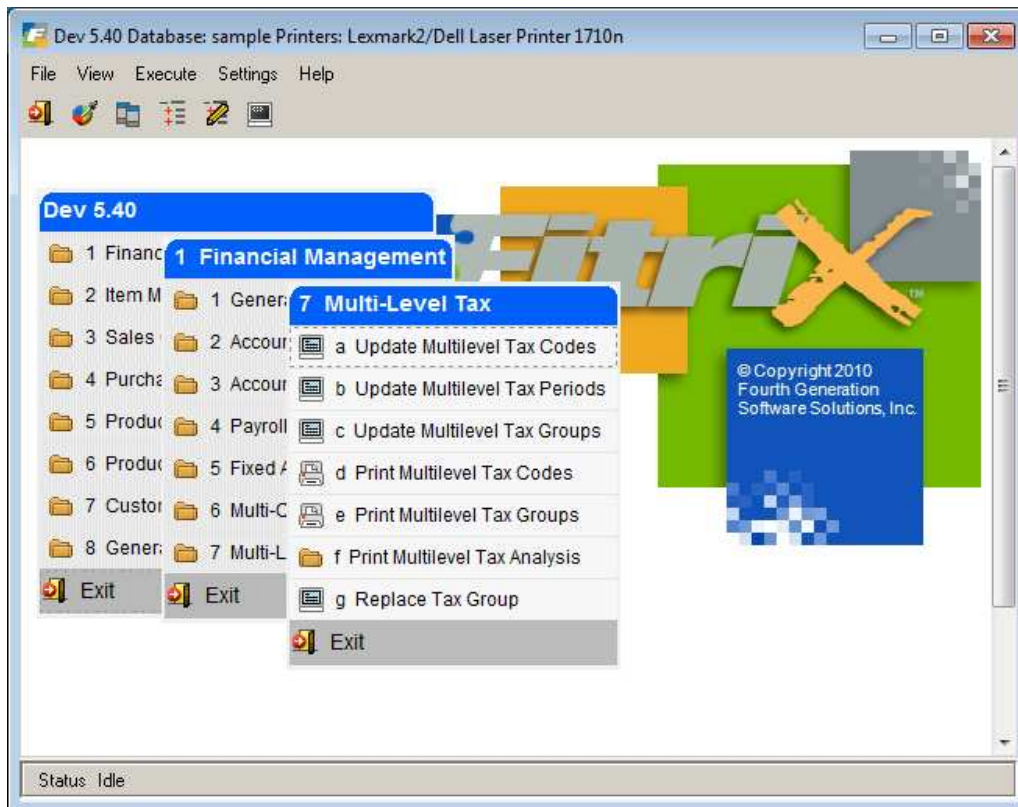 Dev 5.40 Database: sample Printers: Lexmark2/Dell Laser Printer 1710n
File View Execute Settings Help
Dev 5.40
1 Financ
2 Item M
3 Sales
4 Purcha
5 Produc
6 Produc
7 Custor
8 Gener
Exit
1 Financial Management
1 Gener
2 Accour
3 Accour
4 Payroll
5 Fixed A
6 Multi-C
7 Multi-L
Exit
7 Multi-Level Tax
a Update Multilevel Tax Codes
b Update Multilevel Tax Periods
c Update Multilevel Tax Groups
d Print Multilevel Tax Codes
e Print Multilevel Tax Groups
f Print Multilevel Tax Analysis
g Replace Tax Group
Exit
FitriX
TM
© Copyright 2010
Fourth Generation
Software Solutions, Inc.
Status Idle